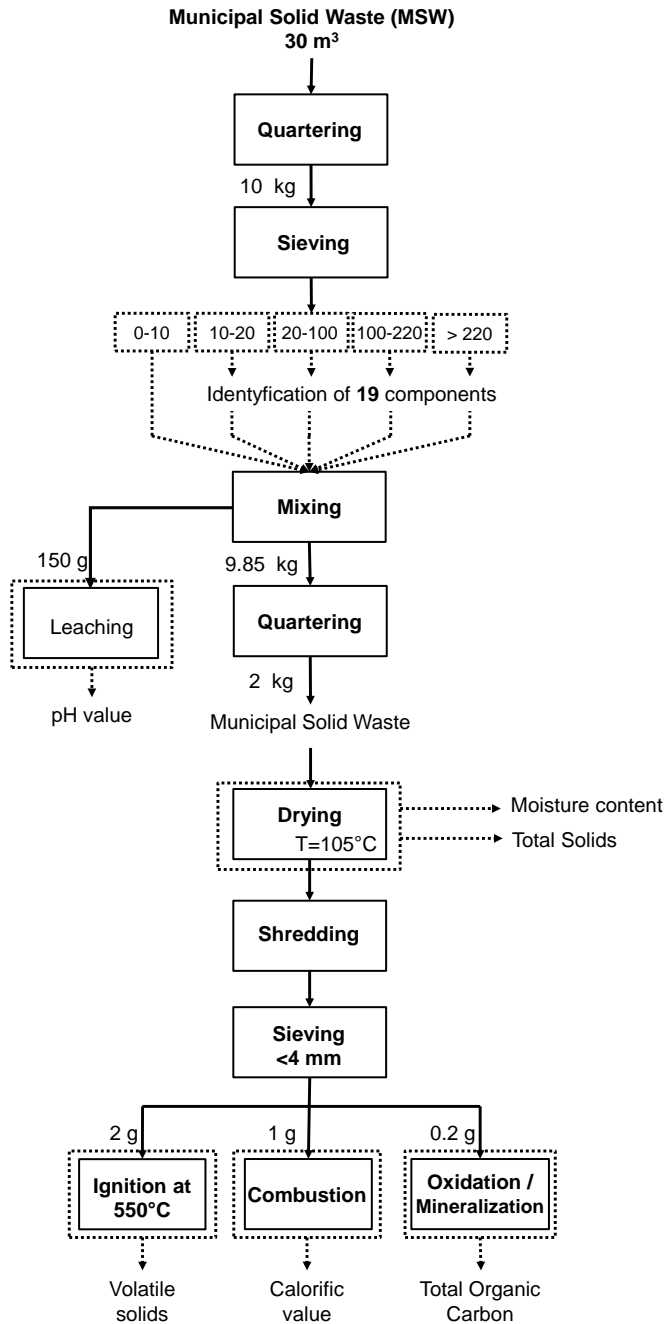 Municipal Solid Waste (MSW)
30 m³
Quartering
10 kg
Sieving
0-10
10-20
20-100
100-220
> 220
Identyfication of 19 components
Mixing
150 g
9.85 kg
Leaching
Quartering
2 kg
pH value
Municipal Solid Waste
Drying
T=105°C
Moisture content
Total Solids
Shredding
Sieving
<4 mm
2 g
1 g
0.2 g
Ignition at
550°C
Combustion
Oxidation /
Mineralization
Volatile
solids
Calorific
value
Total Organic
Carbon